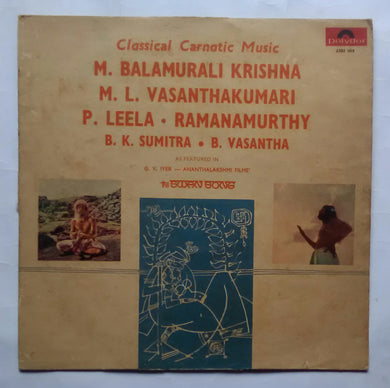 polydor
Classical Carnatic Music
M. BALAMURALI KRISHNA
M. L. VASANTHAKUMARI
P. LEELA • RAMANAMURTHY
B. K. SUMITRA • B. VASANTHA
AS FEATURED IN
G. V. IYER — ANANTHALAKSHMI FILMS'
The SWAN SONG